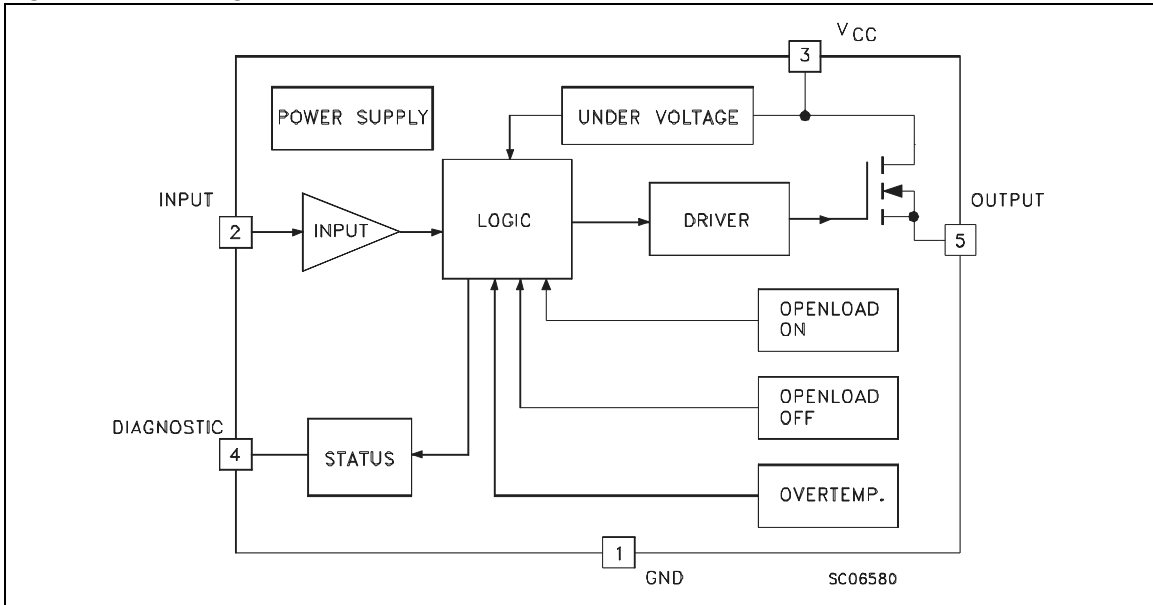 V CC
3
POWER SUPPLY
UNDER VOLTAGE
INPUT
2
INPUT
LOGIC
DRIVER
OUTPUT
5
OPENLOAD
ON
OPENLOAD
OFF
DIAGNOSTIC
4
STATUS
OVERTEMP.
1
GND
SC06580